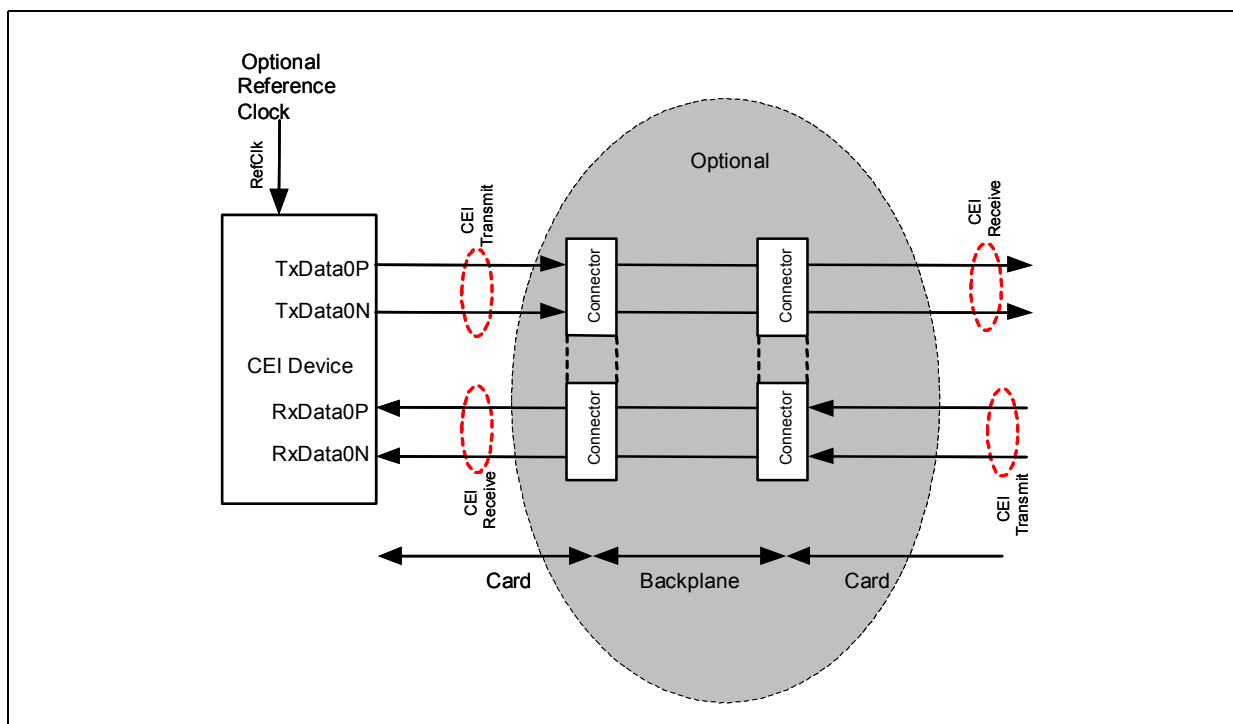 Optional
Reference
Clock
RefClk
Optional
CEI
Transmit
CEI
Receive
TxData0P
TxData0N
CEI Device
RxData0P
RxData0N
Connector
Connector
Connector
Connector
CEI
Receive
CEI
Transmit
Card
Backplane
Card